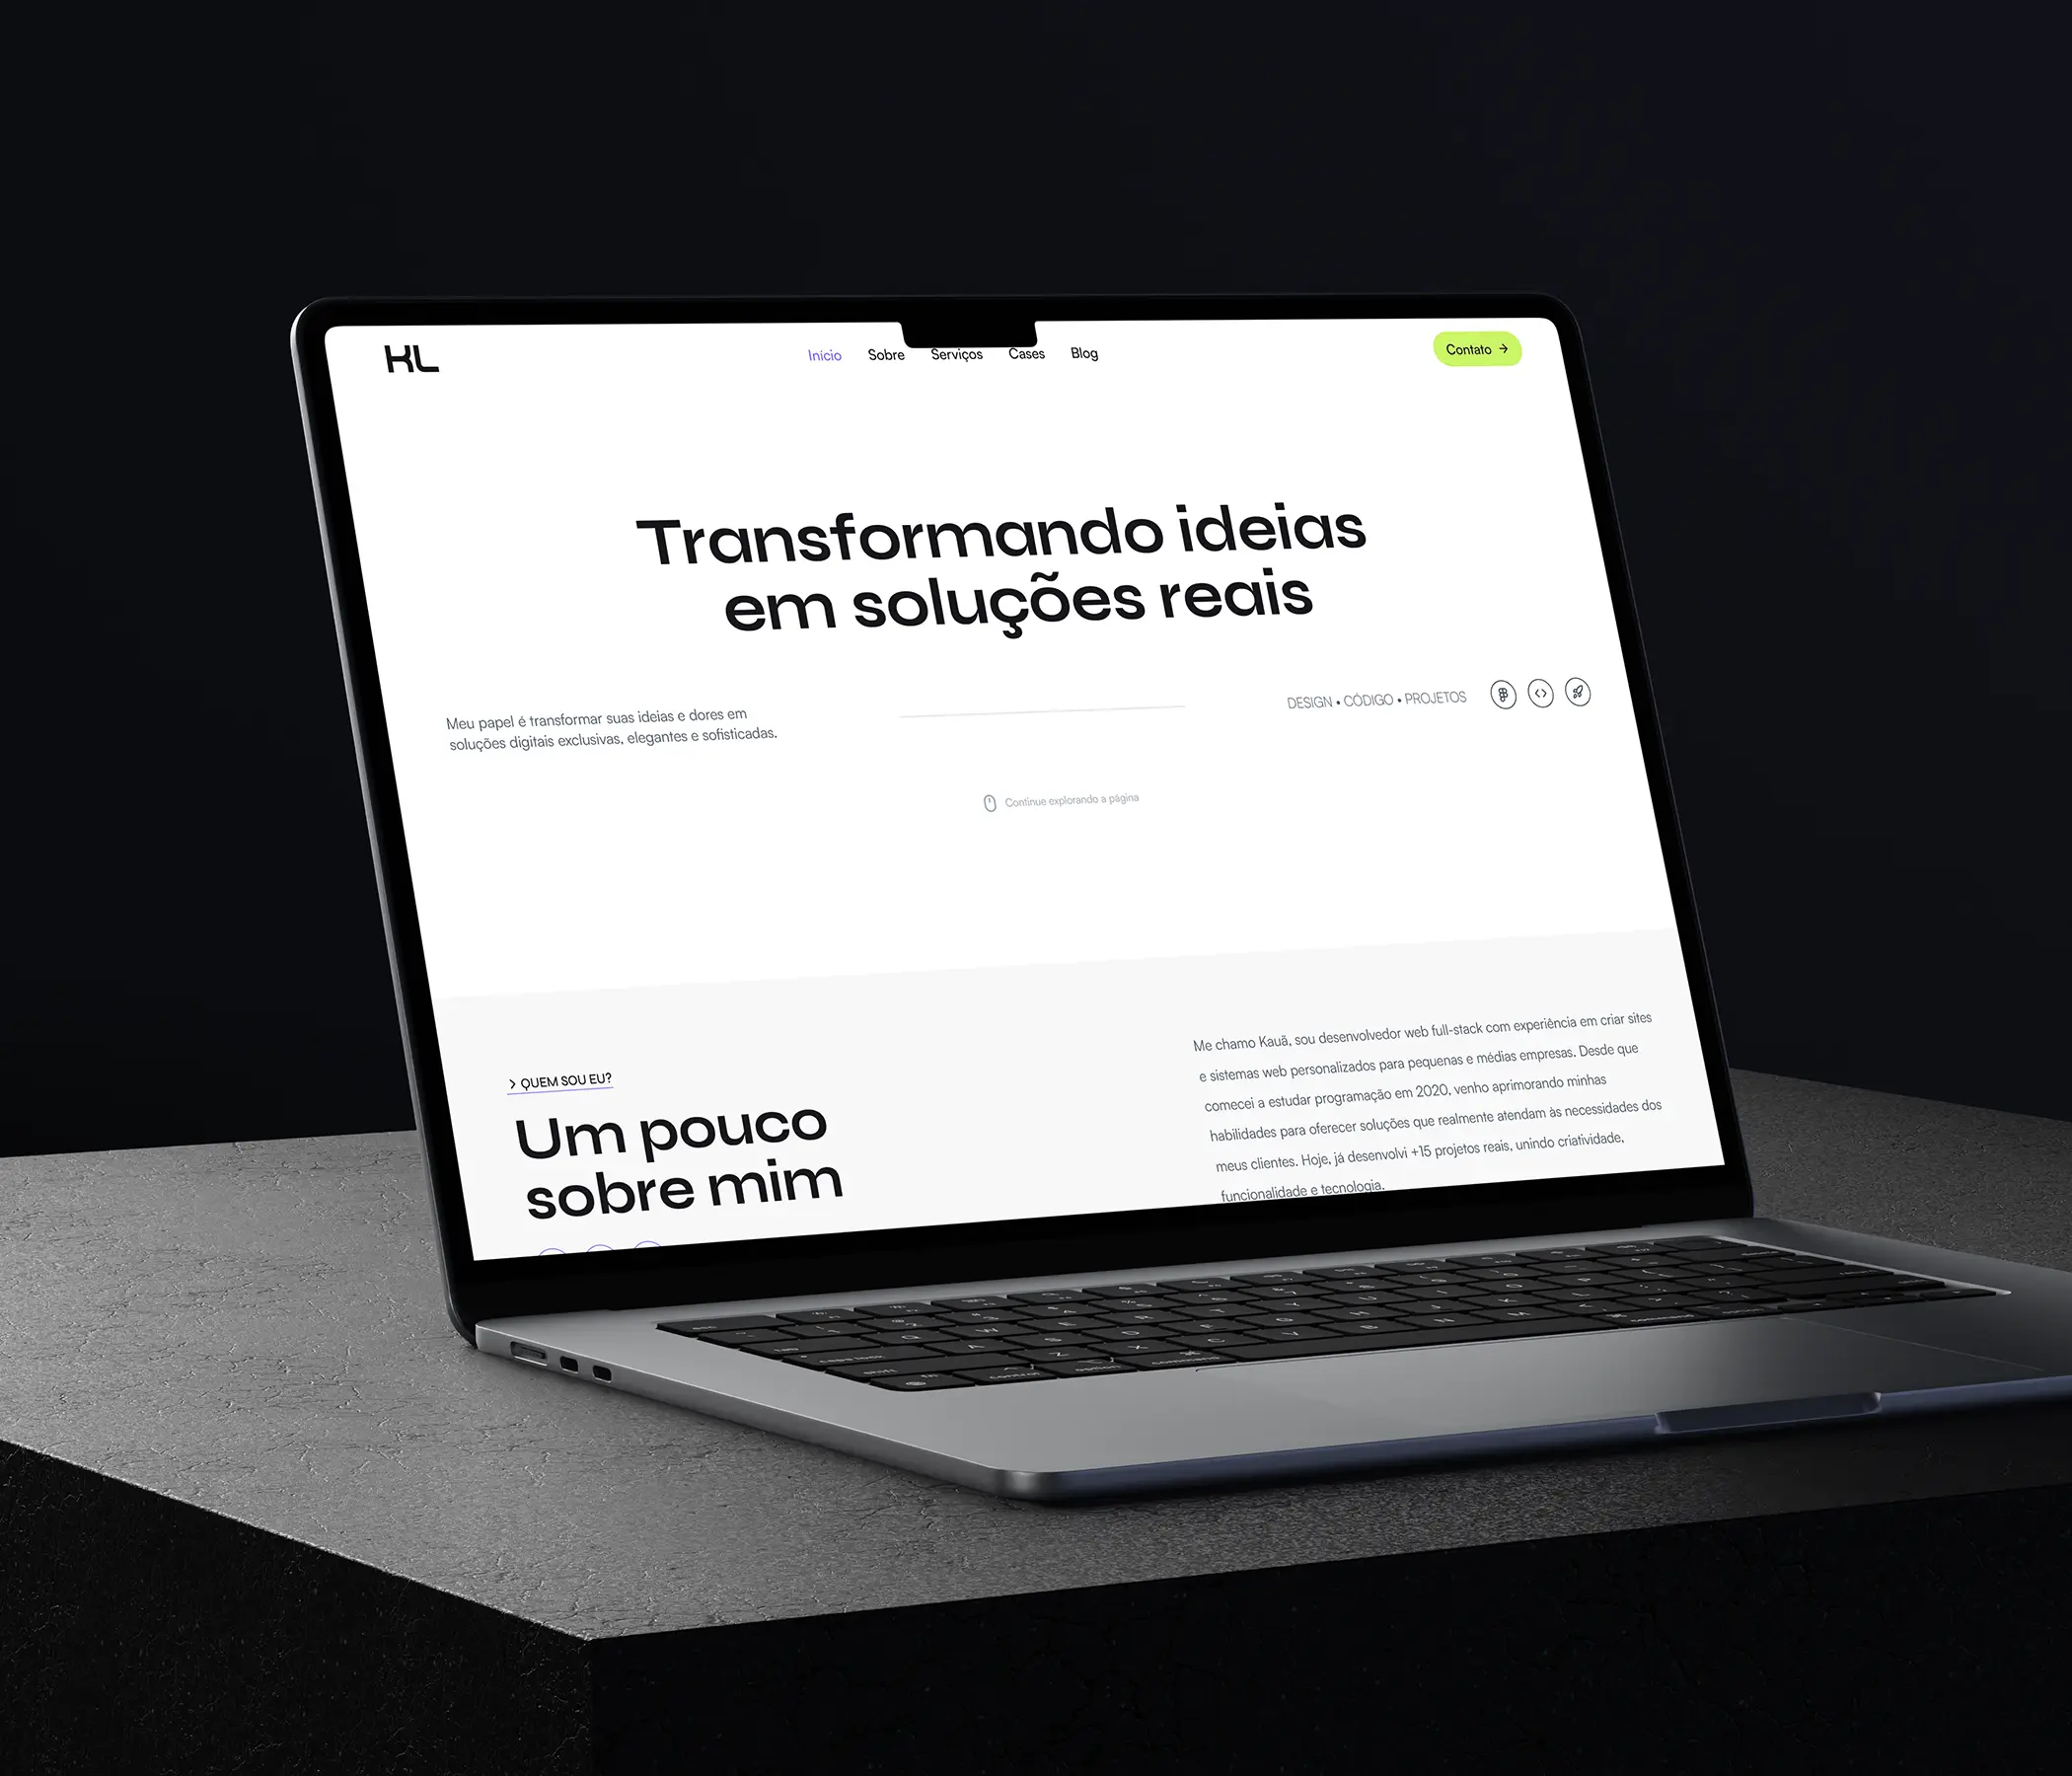 KL
Início Sobre Serviços Cases Blog
Contato →
Transformando ideias
em soluções reais
Meu papel é transformar suas ideias e dores em
soluções digitais exclusivas, elegantes e sofisticadas.
DESIGN • CÓDIGO • PROJETOS
Continue explorando a página
> QUEM SOU EU?
Um pouco
sobre mim
Me chamo Kauã, sou desenvolvedor web full-stack com experiência em criar sites
e sistemas web personalizados para pequenas e médias empresas. Desde que
comecei a estudar programação em 2020, venho aprimorando minhas
habilidades para oferecer soluções que realmente atendam às necessidades dos
meus clientes. Hoje, já desenvolvi +15 projetos reais, unindo criatividade,
funcionalidade e tecnologia.